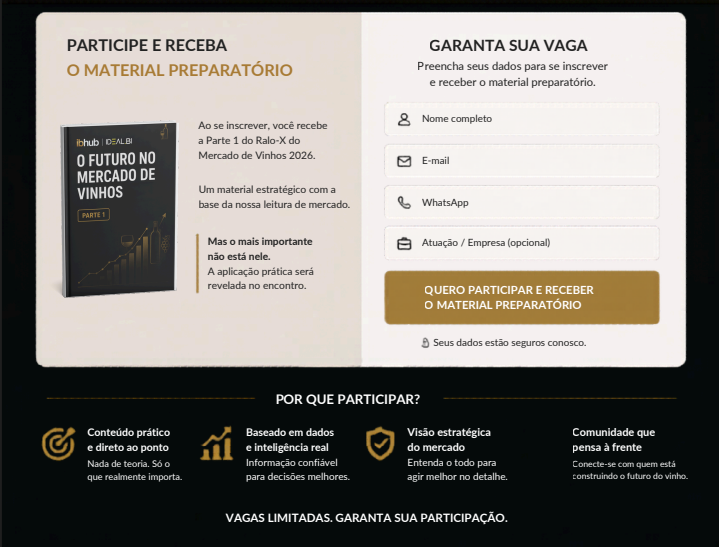 PARTICIPE E RECEBA
O MATERIAL PREPARATÓRIO
ibhub | IDEAL.BI
O FUTURO NO
MERCADO DE
VINHOS
PARTE 1
Ao se inscrever, você recebe
a Parte 1 do Ralo-X do
Mercado de Vinhos 2026.
Um material estratégico com a
base da nossa leitura de mercado.
Mas o mais importante
não está nele.
A aplicação prática será
revelada no encontro.
GARANTA SUA VAGA
Preencha seus dados para se inscrever
e receber o material preparatório.
Nome completo
E-mail
WhatsApp
Atuação / Empresa (opcional)
QUERO PARTICIPAR E RECEBER
O MATERIAL PREPARATÓRIO
Seus dados estão seguros conosco.
POR QUE PARTICIPAR?
Conteúdo prático
e direto ao ponto
Nada de teoria. Só o
que realmente importa.
Baseado em dados
e inteligência real
Informação confiável
para decisões melhores.
Visão estratégica
do mercado
Entenda o todo para
agir melhor no detalhe.
Comunidade que
pensa à frente
Conecte-se com quem está
construindo o futuro do vinho.
VAGAS LIMITADAS. GARANTA SUA PARTICIPAÇÃO.